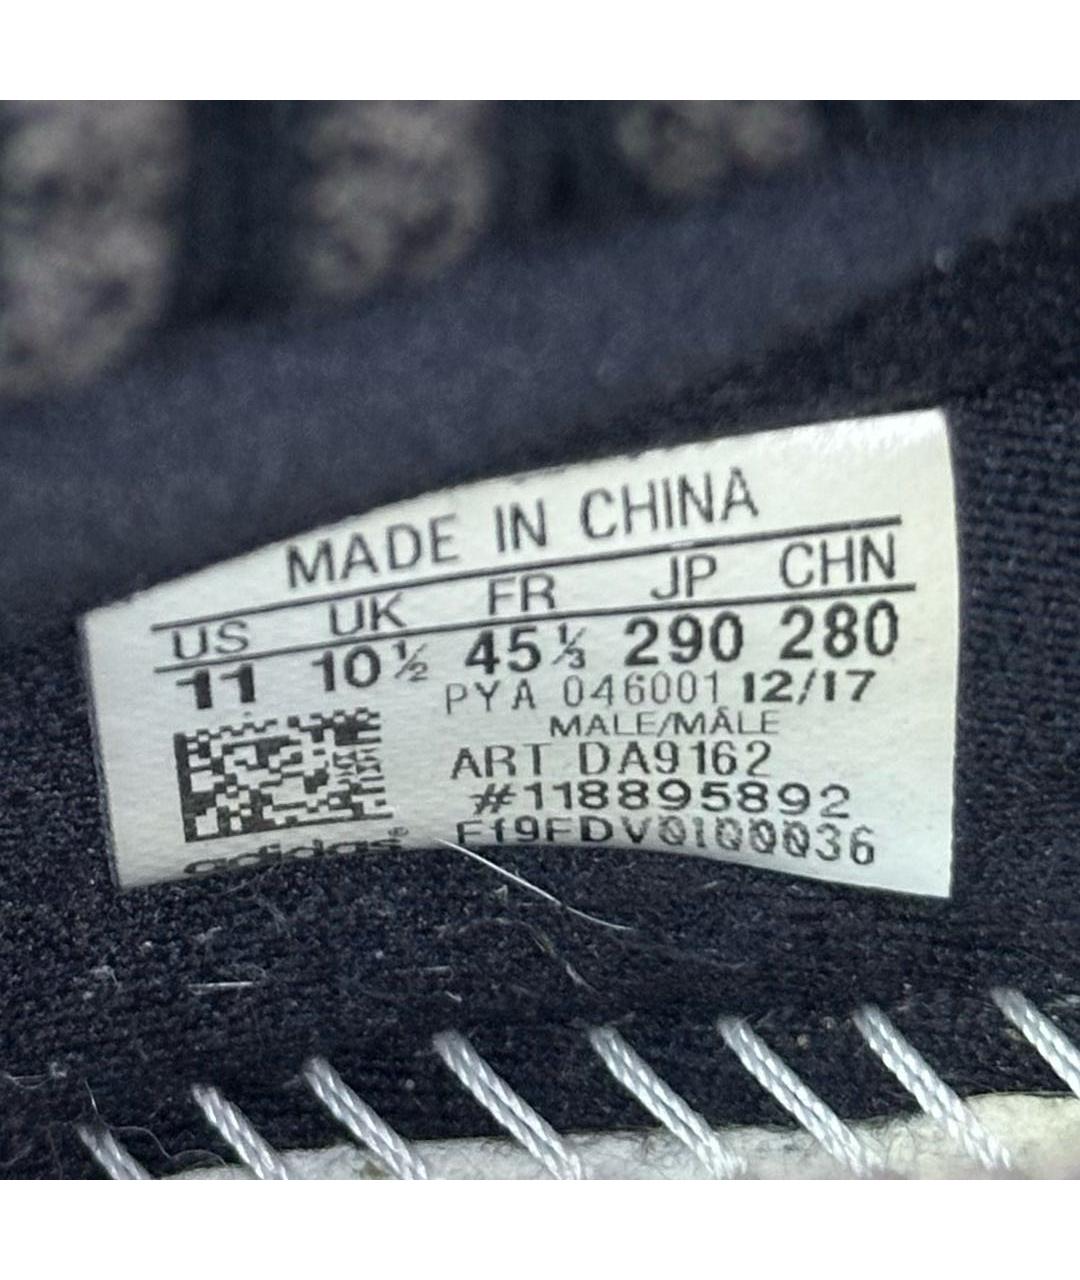 MADE IN CHINA
US UK FR JP CHN
11 10½ 45⅓ 290 280
PYA 046001 12/17
MALE/MÂLE
ART DA9162
#118895892
F19FDV01Q0036
adidas®